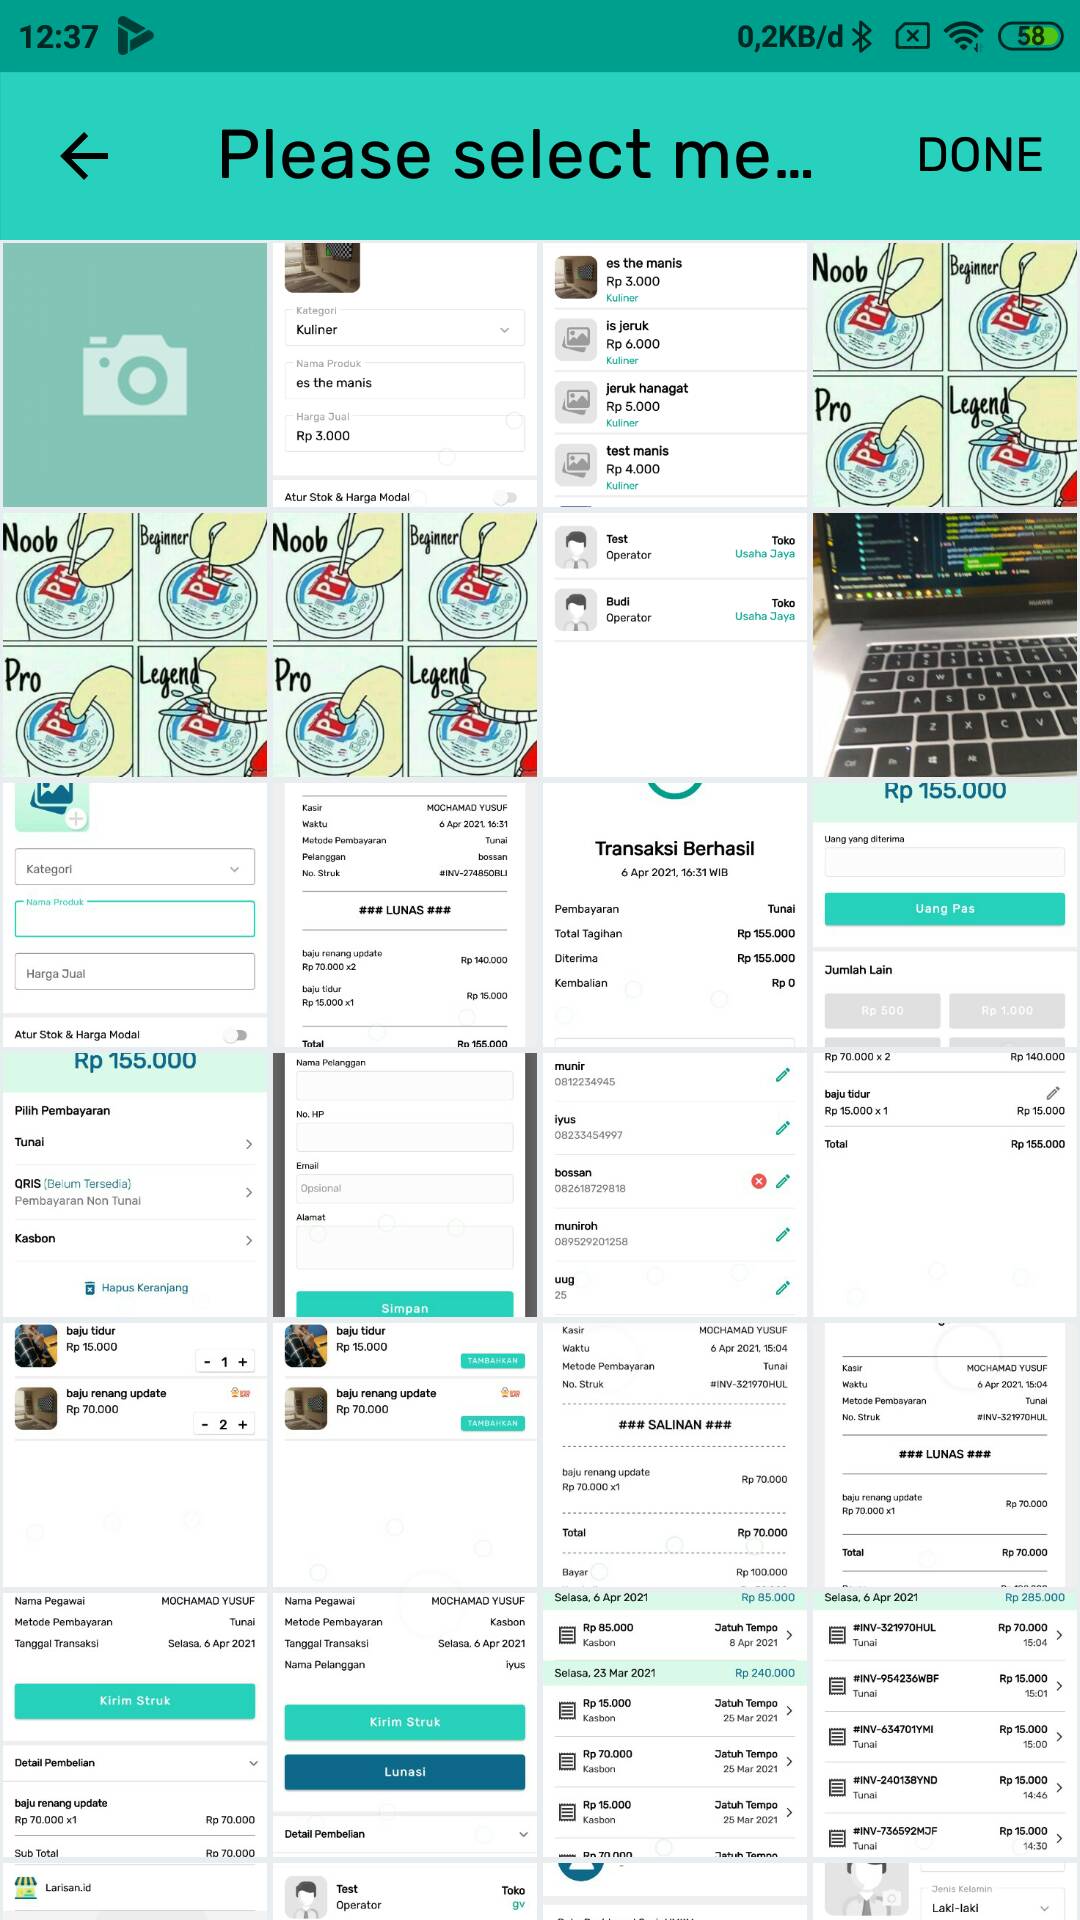 12:37
0,2KB/d
58
Please select me...
DONE
Kategori
Kuliner
Nama Produk
es the manis
Harga Jual
Rp 3.000
Atur Stok & Harga Modal
es the manis
Rp 3.000
Kuliner
is jeruk
Rp 6.000
Kuliner
jeruk hanagat
Rp 5.000
Kuliner
test manis
Rp 4.000
Kuliner
Noob
Beginner
Pro
Legend
Noob
Beginner
Pro
Legend
Noob
Beginner
Pro
Legend
Test
Operator
Toko
Usaha Jaya
Budi
Operator
Toko
Usaha Jaya
HUAWEI
Kategori
Nama Produk
Harga Jual
Atur Stok & Harga Modal
Kasir MOCHAMAD YUSUF
Waktu 6 Apr 2021, 16:31
Metode Pembayaran Tunai
Pelanggan bossan
No. Struk #INV-274850BLI
### LUNAS ###
baju renang update
Rp 70.000 x2 Rp 140.000
baju tidur
Rp 15.000 x1 Rp 15.000
Total Rp 155.000
Transaksi Berhasil
6 Apr 2021, 16:31 WIB
Pembayaran Tunai
Total Tagihan Rp 155.000
Diterima Rp 155.000
Kembalian Rp 0
Rp 155.000
Uang yang diterima
Uang Pas
Jumlah Lain
Rp 500 Rp 1.000
Rp 155.000
Pilih Pembayaran
Tunai
QRIS (Belum Tersedia)
Pembayaran Non Tunai
Kasbon
Hapus Keranjang
Nama Pelanggan
No. HP
Email
Opsional
Alamat
Simpan
munir
0812234945
iyus
08233454997
bossan
082618729818
muniroh
089529201258
uug
25
Rp 70.000 x 2 Rp 140.000
baju tidur
Rp 15.000 x 1 Rp 15.000
Total Rp 155.000
baju tidur
Rp 15.000
- 1 +
baju renang update
Rp 70.000
- 2 +
baju tidur
Rp 15.000
TAMBAHKAN
baju renang update
Rp 70.000
TAMBAHKAN
Kasir MOCHAMAD YUSUF
Waktu 6 Apr 2021, 15:04
Metode Pembayaran Tunai
No. Struk #INV-321970HUL
### SALINAN ###
baju renang update
Rp 70.000 x1 Rp 70.000
Total Rp 70.000
Bayar Rp 100.000
Kasir MOCHAMAD YUSUF
Waktu 6 Apr 2021, 15:04
Metode Pembayaran Tunai
No. Struk #INV-321970HUL
### LUNAS ###
baju renang update
Rp 70.000 x1 Rp 70.000
Total Rp 70.000
Nama Pegawai MOCHAMAD YUSUF
Metode Pembayaran Tunai
Tanggal Transaksi Selasa, 6 Apr 2021
Kirim Struk
Detail Pembelian
baju renang update
Rp 70.000 x1 Rp 70.000
Sub Total Rp 70.000
Nama Pegawai MOCHAMAD YUSUF
Metode Pembayaran Kasbon
Tanggal Transaksi Selasa, 6 Apr 2021
Nama Pelanggan iyus
Kirim Struk
Lunasi
Detail Pembelian
Selasa, 6 Apr 2021 Rp 85.000
Rp 85.000 Jatuh Tempo
Kasbon 8 Apr 2021
Selasa, 23 Mar 2021 Rp 240.000
Rp 15.000 Jatuh Tempo
Kasbon 25 Mar 2021
Rp 70.000 Jatuh Tempo
Kasbon 25 Mar 2021
Rp 15.000 Jatuh Tempo
Kasbon 25 Mar 2021
Rp 70.000 Jatuh Tempo
Selasa, 6 Apr 2021 Rp 285.000
#INV-321970HUL Rp 70.000
Tunai 15:04
#INV-954236WBF Rp 15.000
Tunai 15:01
#INV-634701YMI Rp 15.000
Tunai 15:00
#INV-240138YND Rp 15.000
Tunai 14:46
#INV-736592MJF Rp 15.000
Tunai 14:30
Larisan.id
Test
Operator
Toko
gv
Jenis Kelamin
Laki-laki